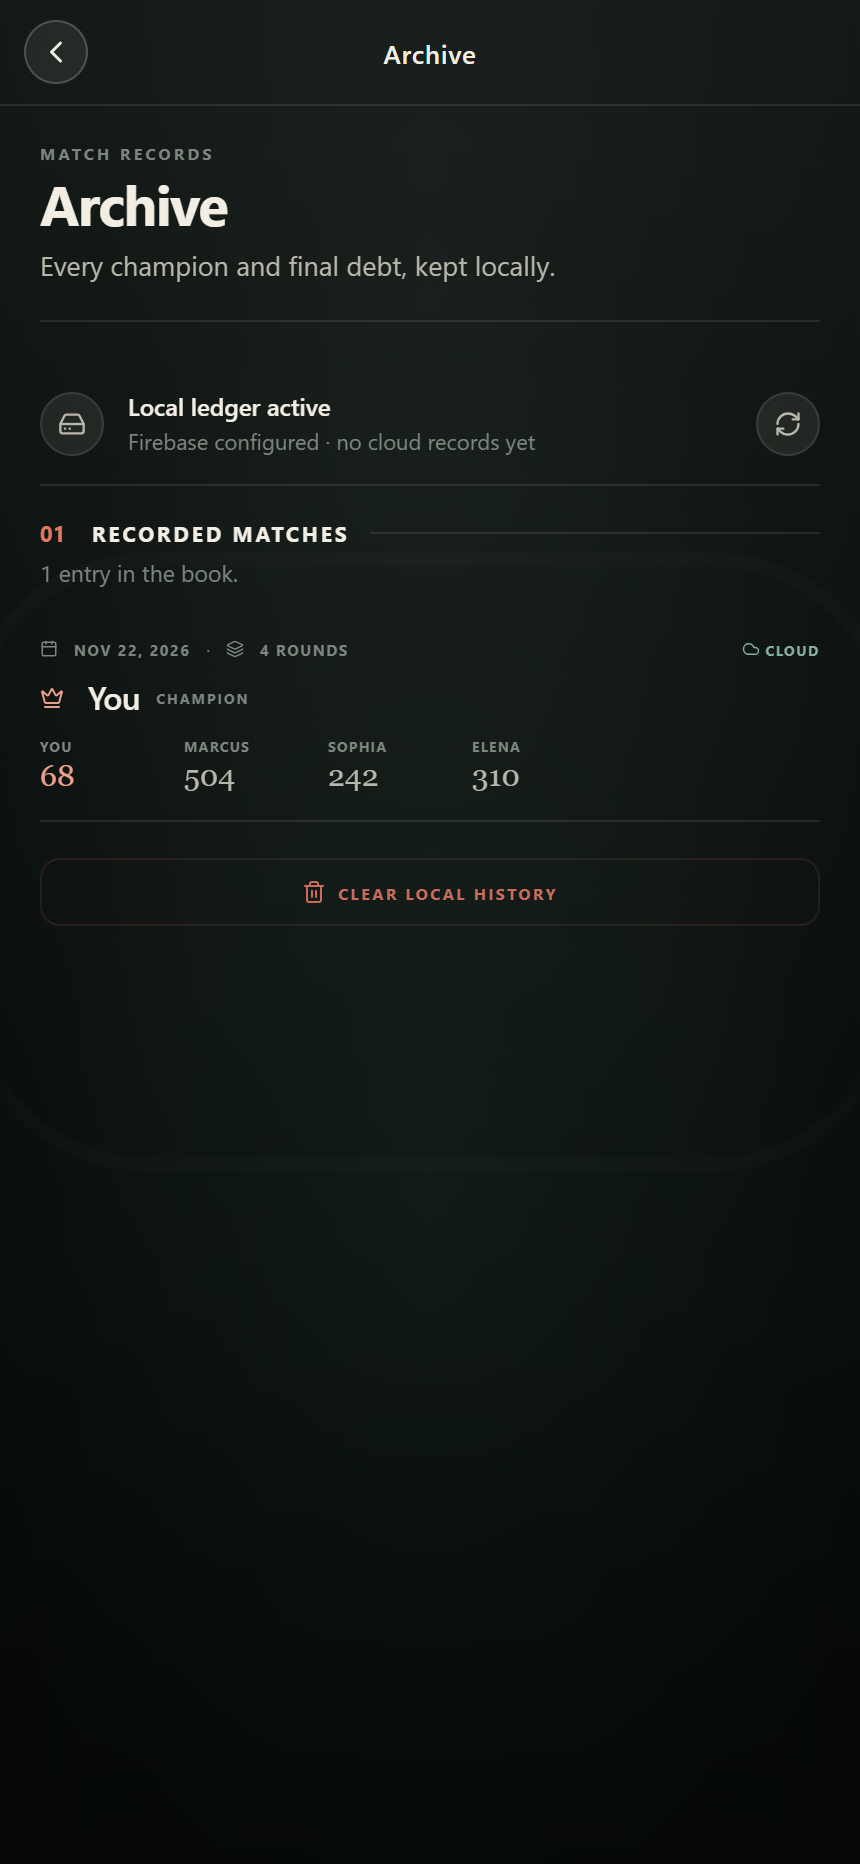 Archive
MATCH RECORDS
Archive
Every champion and final debt, kept locally.
Local ledger active
Firebase configured · no cloud records yet
01 RECORDED MATCHES
1 entry in the book.
NOV 22, 2026 · 4 ROUNDS CLOUD
You CHAMPION
YOU MARCUS SOPHIA ELENA
68 504 242 310
CLEAR LOCAL HISTORY